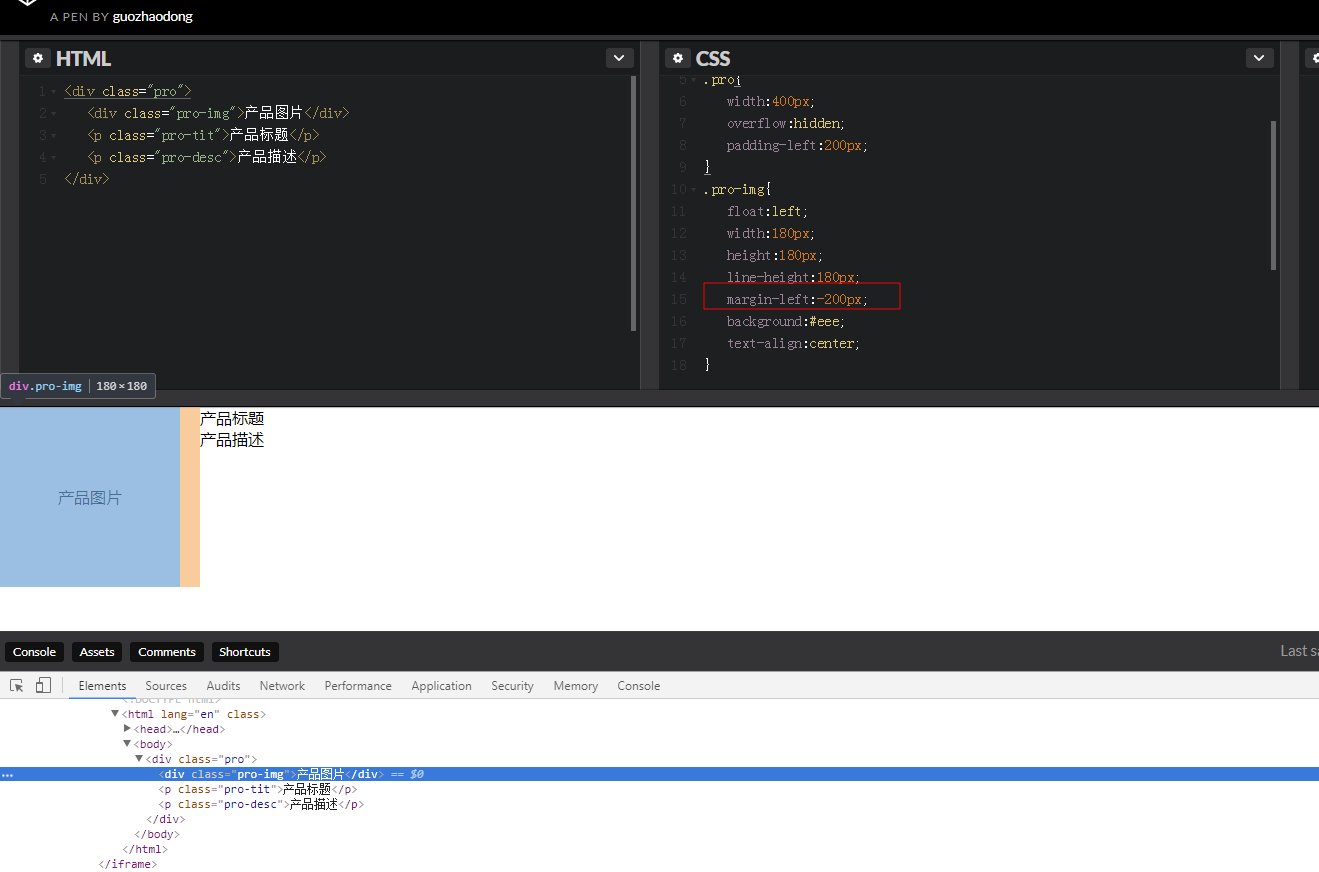 A PEN BY guozhaodong
HTML
1 <div class="pro">
2 <div class="pro-img">产品图片</div>
3 <p class="pro-tit">产品标题</p>
4 <p class="pro-desc">产品描述</p>
5 </div>
CSS
5 .pro{
6 width:400px;
7 overflow:hidden;
8 padding-left:200px;
9 }
10 .pro-img{
11 float:left;
12 width:180px;
13 height:180px;
14 line-height:180px;
15 margin-left:-200px;
16 background:#eee;
17 text-align:center;
18 }
div.pro-img 180×180
产品标题
产品描述
产品图片
Console Assets Comments Shortcuts Last sa
Elements Sources Audits Network Performance Application Security Memory Console
<!DOCTYPE html>
<html lang="en" class>
<head>…</head>
<body>
<div class="pro">
… <div class="pro-img">产品图片</div> == $0
<p class="pro-tit">产品标题</p>
<p class="pro-desc">产品描述</p>
</div>
</body>
</html>
</iframe>